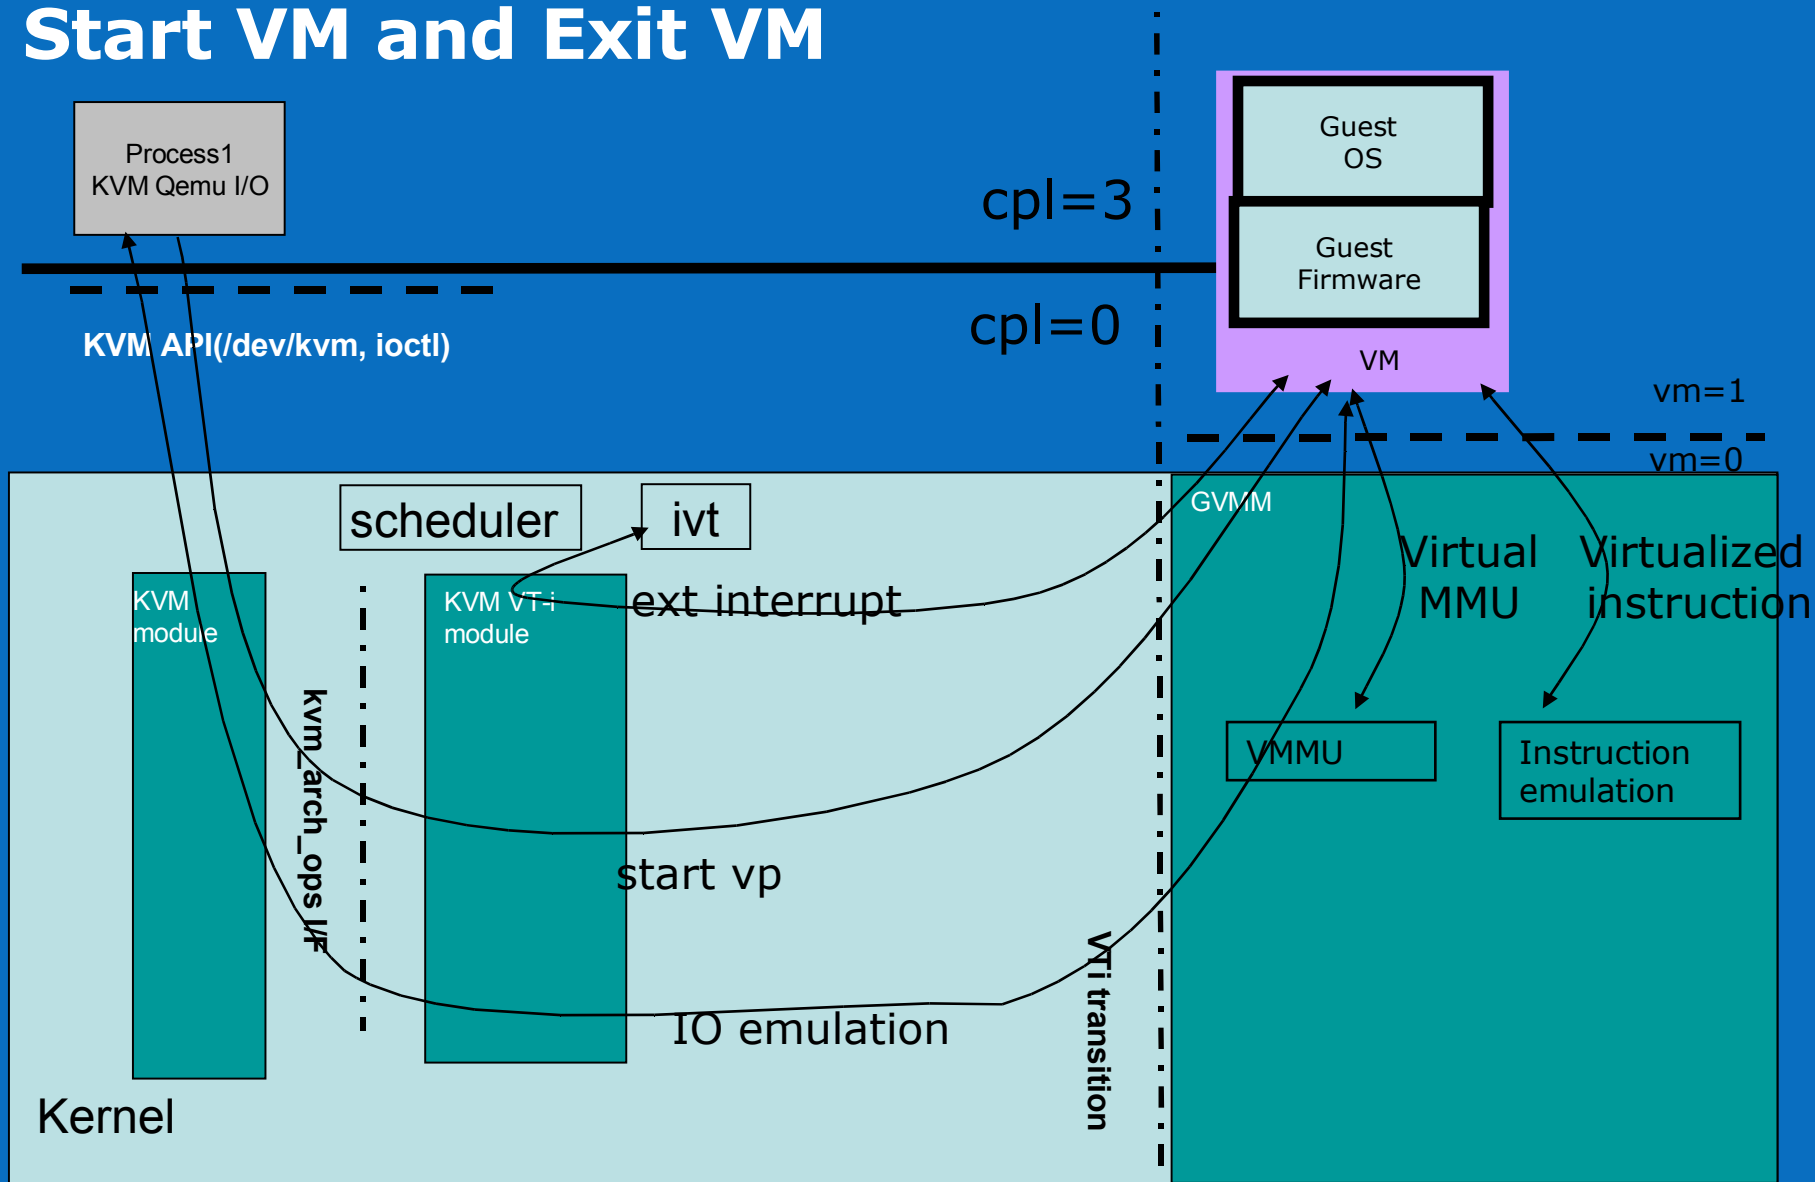 Start VM and Exit VM
Process1
KVM Qemu I/O
Guest
OS
cpl=3
Guest
Firmware
cpl=0
KVM API(/dev/kvm, ioctl)
VM
vm=1
vm=0
scheduler
ivt
GVMM
Virtual
MMU
Virtualized
instruction
KVM
module
KVM VT-i
module
ext interrupt
kvm_arch_ops I/F
VMMU
Instruction
emulation
start vp
VTi transition
IO emulation
Kernel